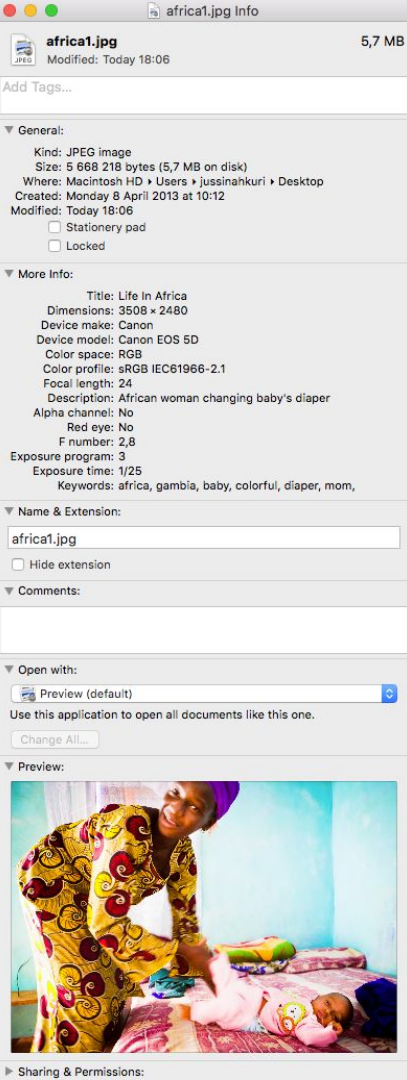 africa1.jpg Info
JPEG
africa1.jpg 5,7 MB
Modified: Today 18:06
Add Tags...
General:
Kind: JPEG image
Size: 5 668 218 bytes (5,7 MB on disk)
Where: Macintosh HD ▸ Users ▸ jussinahkuri ▸ Desktop
Created: Monday 8 April 2013 at 10:12
Modified: Today 18:06
Stationery pad
Locked
More Info:
Title: Life In Africa
Dimensions: 3508 × 2480
Device make: Canon
Device model: Canon EOS 5D
Color space: RGB
Color profile: sRGB IEC61966-2.1
Focal length: 24
Description: African woman changing baby's diaper
Alpha channel: No
Red eye: No
F number: 2,8
Exposure program: 3
Exposure time: 1/25
Keywords: africa, gambia, baby, colorful, diaper, mom,
Name & Extension:
africa1.jpg
Hide extension
Comments:
Open with:
Preview (default)
Use this application to open all documents like this one.
Change All...
Preview:
Sharing & Permissions: